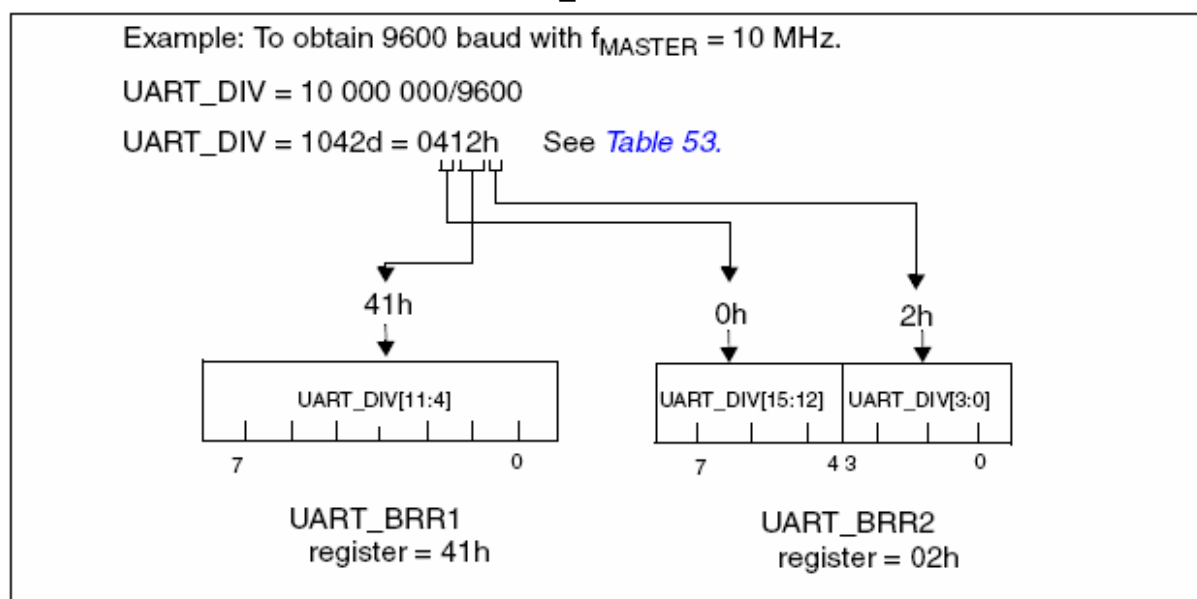 Example: To obtain 9600 baud with fMASTER = 10 MHz.
UART_DIV = 10 000 000/9600
UART_DIV = 1042d = 0412h See Table 53.
41h
0h
2h
UART_DIV[11:4]
UART_DIV[15:12]
UART_DIV[3:0]
7
0
7
4 3
0
UART_BRR1
register = 41h
UART_BRR2
register = 02h